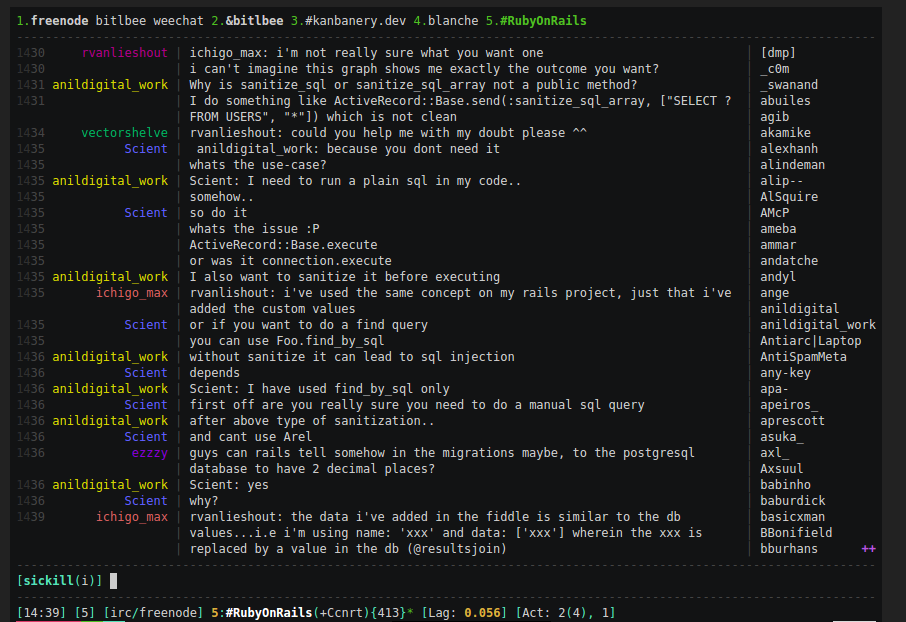 1.freenode bitlbee weechat 2.&bitlbee 3.#kanbanery.dev 4.blanche 5.#RubyOnRails
1430 rvanlieshout | ichigo_max: i'm not really sure what you want one | [dmp]
1430 | i can't imagine this graph shows me exactly the outcome you want? | _c0m
1431 anildigital_work | Why is sanitize_sql or sanitize_sql_array not a public method? | _swanand
1431 | I do something like ActiveRecord::Base.send(:sanitize_sql_array, ["SELECT ? | abuiles
| FROM USERS", "*"]) which is not clean | agib
1434 vectorshelve | rvanlieshout: could you help me with my doubt please ^^ | akamike
1435 Scient | anildigital_work: because you dont need it | alexhanh
1435 | whats the use-case? | alindeman
1435 anildigital_work | Scient: I need to run a plain sql in my code.. | alip--
1435 | somehow.. | AlSquire
1435 Scient | so do it | AMcP
1435 | whats the issue :P | ameba
1435 | ActiveRecord::Base.execute | ammar
1435 | or was it connection.execute | andatche
1435 anildigital_work | I also want to sanitize it before executing | andyl
1435 ichigo_max | rvanlishout: i've used the same concept on my rails project, just that i've | ange
| added the custom values | anildigital
1435 Scient | or if you want to do a find query | anildigital_work
1435 | you can use Foo.find_by_sql | Antiarc|Laptop
1436 anildigital_work | without sanitize it can lead to sql injection | AntiSpamMeta
1436 Scient | depends | any-key
1436 anildigital_work | Scient: I have used find_by_sql only | apa-
1436 Scient | first off are you really sure you need to do a manual sql query | apeiros_
1436 anildigital_work | after above type of sanitization.. | aprescott
1436 Scient | and cant use Arel | asuka_
1436 ezzzy | guys can rails tell somehow in the migrations maybe, to the postgresql | axl_
| database to have 2 decimal places? | Axsuul
1436 anildigital_work | Scient: yes | babinho
1436 Scient | why? | baburdick
1439 ichigo_max | rvanlieshout: the data i've added in the fiddle is similar to the db | basicxman
| values...i.e i'm using name: 'xxx' and data: ['xxx'] wherein the xxx is | BBonifield
| replaced by a value in the db (@resultsjoin) | bburhans ++
[sickill(i)]
[14:39] [5] [irc/freenode] 5:#RubyOnRails(+Ccnrt){413}* [Lag: 0.056] [Act: 2(4), 1]